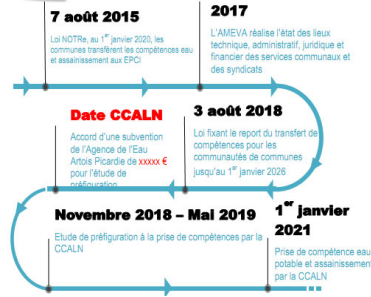 7 août 2015
Loi NOTRe, au 1er janvier 2020, les
communes transfèrent les compétences eau
et assainissement aux EPCI
2017
L'AMEVA réalise l'état des lieux
technique, administratif, juridique et
financier des services communaux et
des syndicats
Date CCALN
Accord d'une subvention
de l'Agence de l'Eau
Artois Picardie de xxxxx €
pour l'étude de
préfiguration
3 août 2018
Loi fixant le report du transfert de
compétences pour les
communautés de communes
jusqu'au 1er janvier 2026
Novembre 2018 – Mai 2019
Etude de préfiguration à la prise de compétences par la
CCALN
1er janvier
2021
Prise de compétence eau
potable et assainissement
par la CCALN